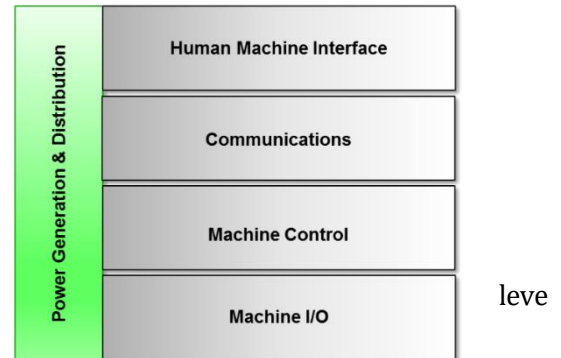 Power Generation & Distribution
Human Machine Interface
Communications
Machine Control
Machine I/O
leve